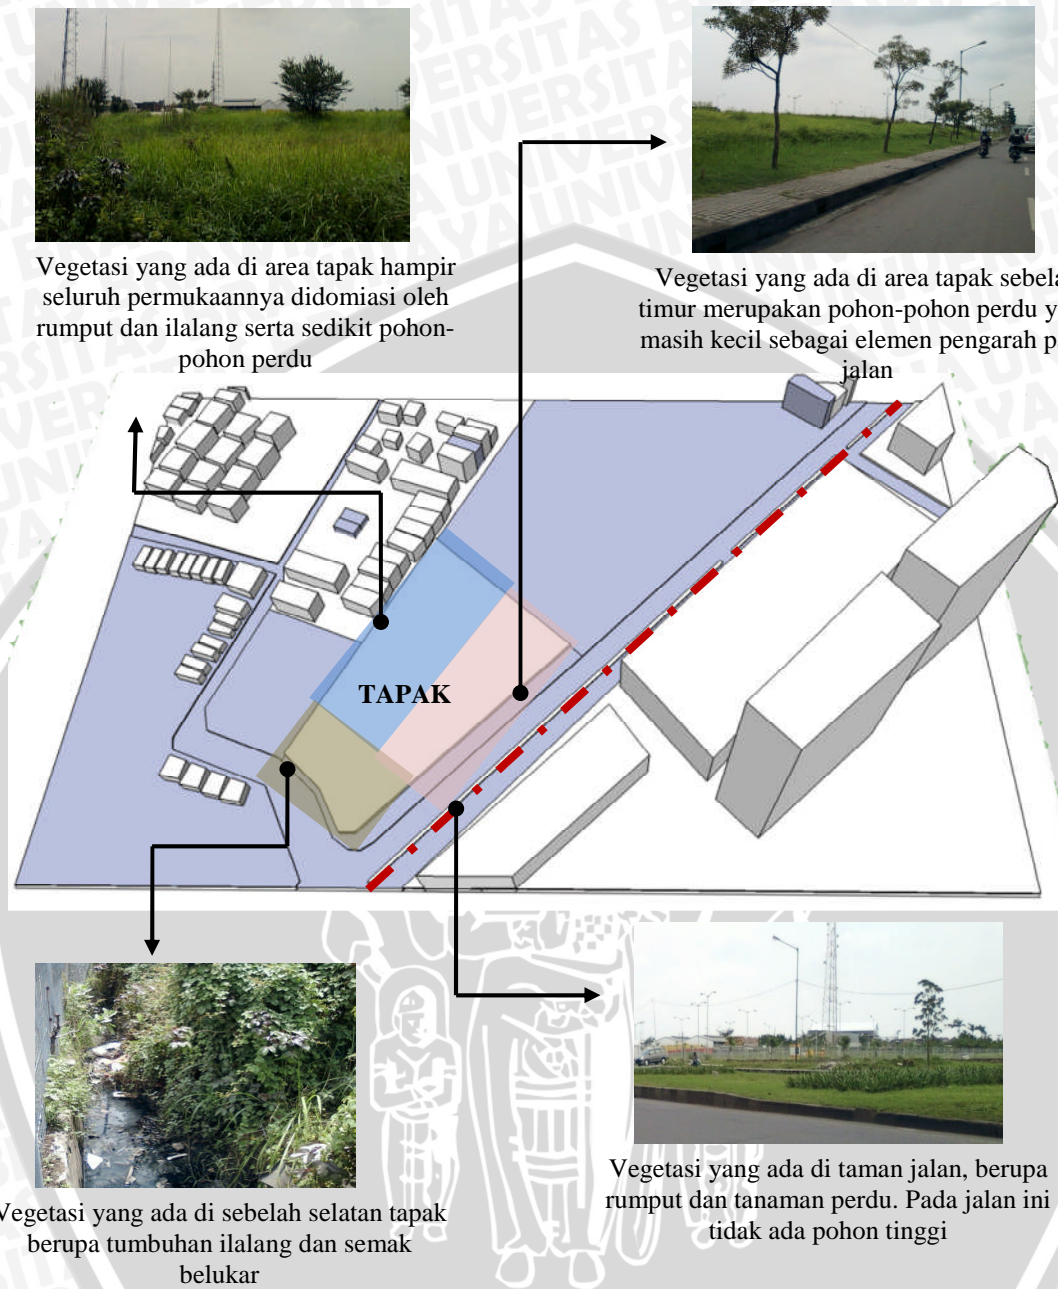 Vegetasi yang ada di area tapak hampir
seluruh permukaannya didomiasi oleh
rumput dan ilalang serta sedikit pohon-
pohon perdu
Vegetasi yang ada di area tapak sebela
timur merupakan pohon-pohon perdu y
masih kecil sebagai elemen pengarah p
jalan
TAPAK
Vegetasi yang ada di sebelah selatan tapak
berupa tumbuhan ilalang dan semak
belukar
Vegetasi yang ada di taman jalan, berupa
rumput dan tanaman perdu. Pada jalan ini
tidak ada pohon tinggi